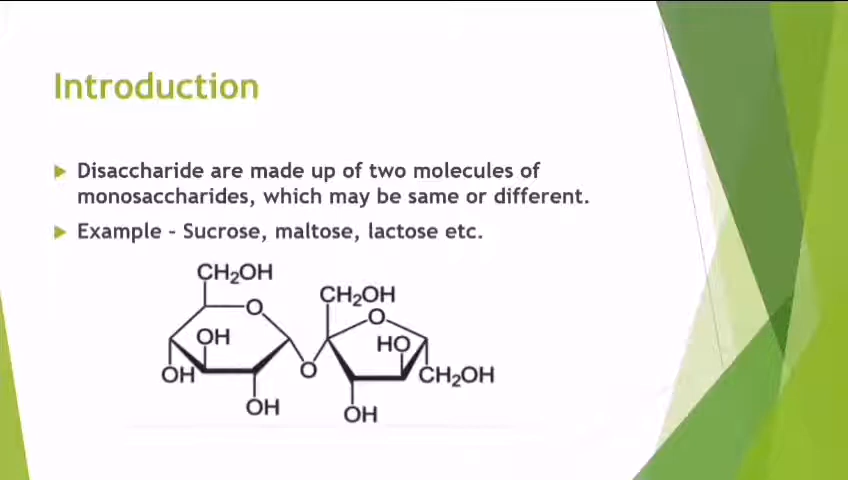 Introduction
Disaccharide are made up of two molecules of
monosaccharides, which may be same or different.
Example - Sucrose, maltose, lactose etc.
CH₂OH
CH₂OH
O
O
OH
HO
OH
O
CH₂OH
OH
OH